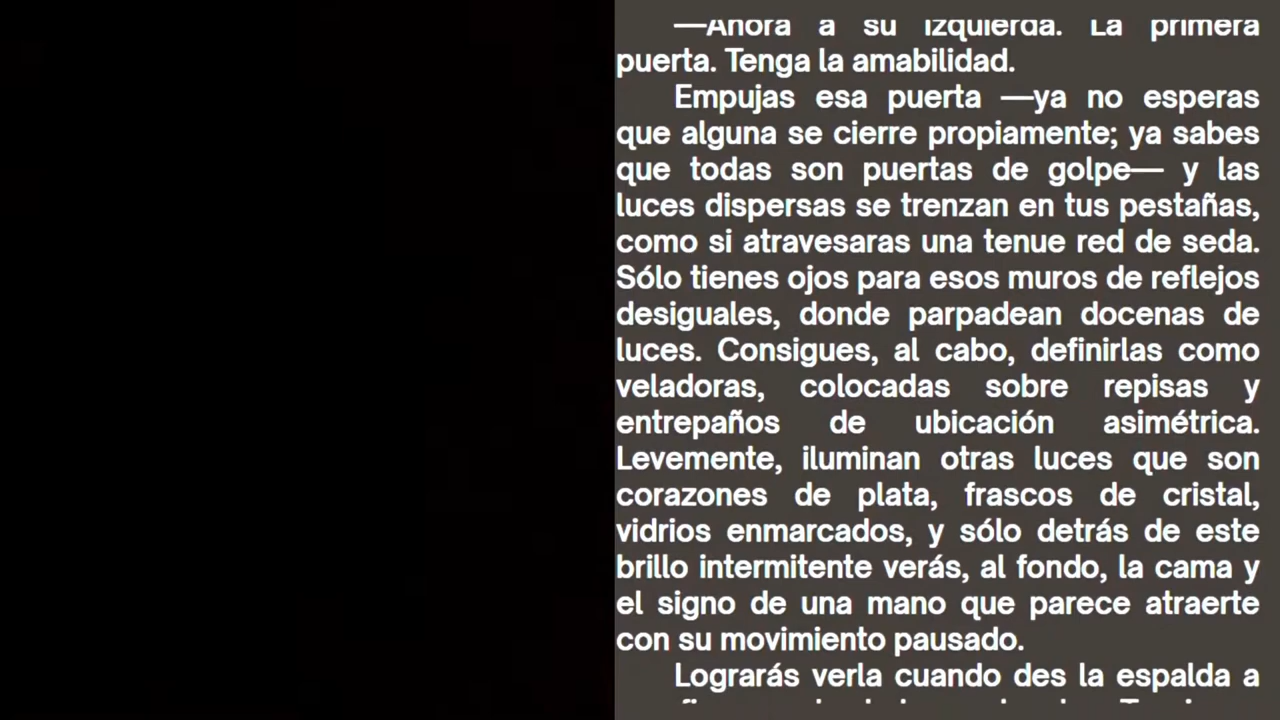 —Ahora a su izquierda. La primera
puerta. Tenga la amabilidad.
Empujas esa puerta —ya no esperas
que alguna se cierre propiamente; ya sabes
que todas son puertas de golpe— y las
luces dispersas se trenzan en tus pestañas,
como si atravesaras una tenue red de seda.
Sólo tienes ojos para esos muros de reflejos
desiguales, donde parpadean docenas de
luces. Consigues, al cabo, definirlas como
veladoras, colocadas sobre repisas y
entrepaños de ubicación asimétrica.
Levemente, iluminan otras luces que son
corazones de plata, frascos de cristal,
vidrios enmarcados, y sólo detrás de este
brillo intermitente verás, al fondo, la cama y
el signo de una mano que parece atraerte
con su movimiento pausado.
Lograrás verla cuando des la espalda a